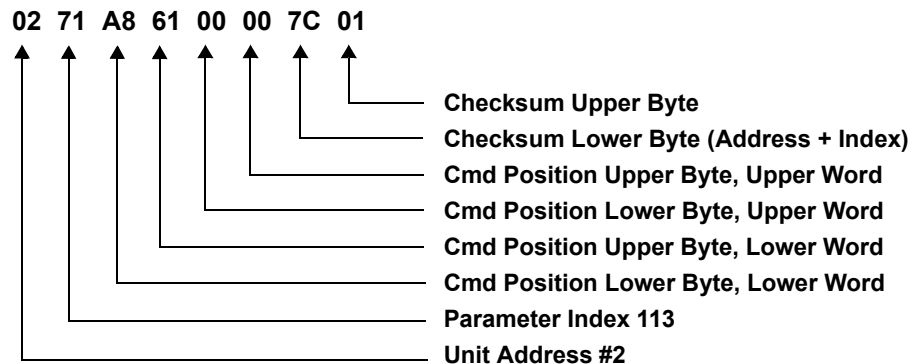 02 71 A8 61 00 00 7C 01
Checksum Upper Byte
Checksum Lower Byte (Address + Index)
Cmd Position Upper Byte, Upper Word
Cmd Position Lower Byte, Upper Word
Cmd Position Upper Byte, Lower Word
Cmd Position Lower Byte, Lower Word
Parameter Index 113
Unit Address #2